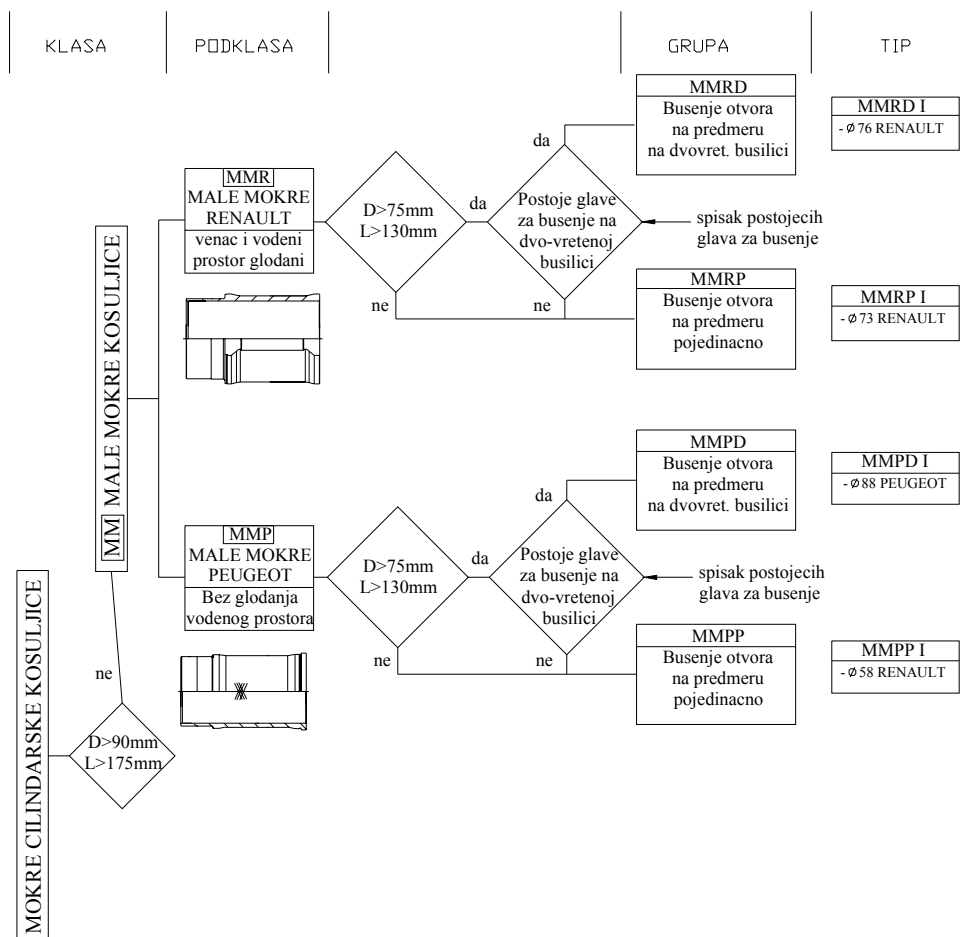 KLASA
PODKLASA
GRUPA
TIP
MMRD
Busenje otvora
na predmeru
na dvovret. busilici
MMRD I
- ø76 RENAULT
da
MMR
MALE MOKRE
RENAULT
venac i vodeni
prostor glodani
D>75mm
L>130mm
da
Postoje glave
za busenje na
dvo-vretenoj
busilici
spisak postojecih
glava za busenje
ne
ne
MMRP
Busenje otvora
na predmeru
pojedinacno
MMRP I
- ø73 RENAULT
MM MALE MOKRE KOSULJICE
MMPD
Busenje otvora
na predmeru
na dvovret. busilici
MMPD I
- ø88 PEUGEOT
da
MMP
MALE MOKRE
PEUGEOT
Bez glodanja
vodenog prostora
D>75mm
L>130mm
da
Postoje glave
za busenje na
dvo-vretenoj
busilici
spisak postojecih
glava za busenje
ne
ne
MMPP
Busenje otvora
na predmeru
pojedinacno
MMPP I
- ø58 RENAULT
ne
D>90mm
L>175mm
MOKRE CILINDARSKE KOSULJICE